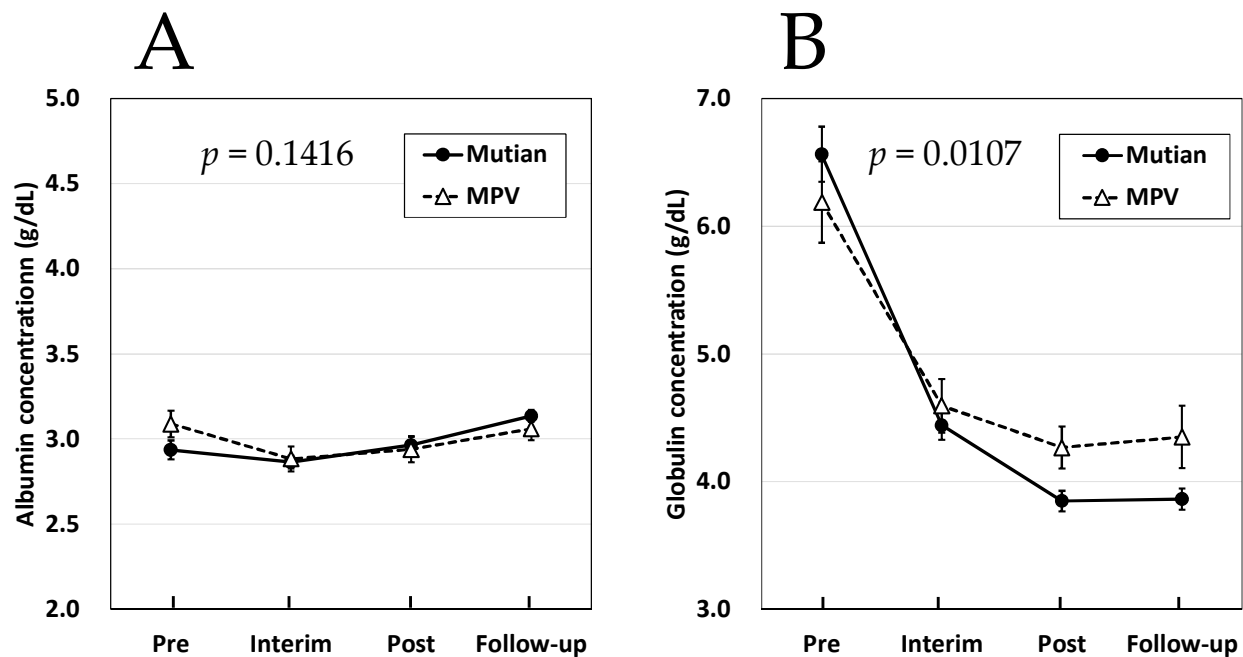 A
Albumin concentrationn (g/dL)
5.0
4.5
4.0
3.5
3.0
2.5
2.0
p = 0.1416
Mutian
MPV
Pre Interim Post Follow-up
B
Globulin concentration (g/dL)
7.0
6.0
5.0
4.0
3.0
p = 0.0107
Mutian
MPV
Pre Interim Post Follow-up